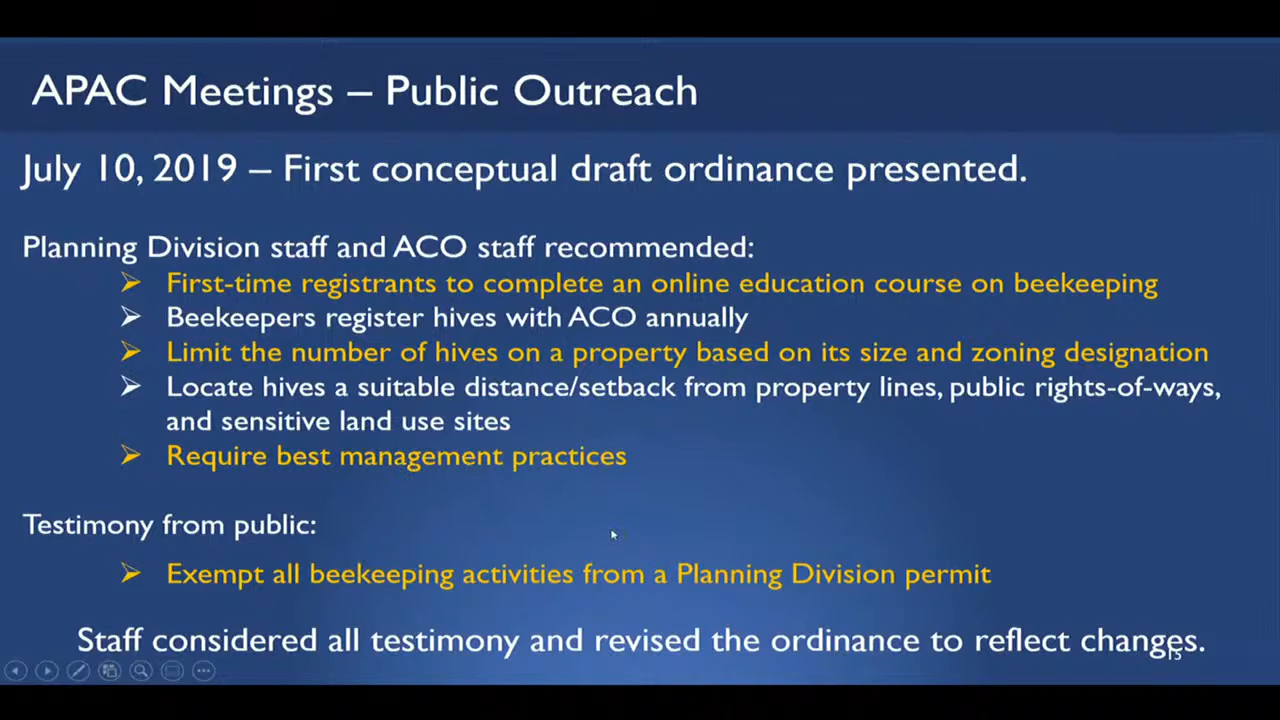 APAC Meetings – Public Outreach
July 10, 2019 – First conceptual draft ordinance presented.
Planning Division staff and ACO staff recommended:
First-time registrants to complete an online education course on beekeeping
Beekeepers register hives with ACO annually
Limit the number of hives on a property based on its size and zoning designation
Locate hives a suitable distance/setback from property lines, public rights-of-ways,
and sensitive land use sites
Require best management practices
Testimony from public:
Exempt all beekeeping activities from a Planning Division permit
Staff considered all testimony and revised the ordinance to reflect changes.
15